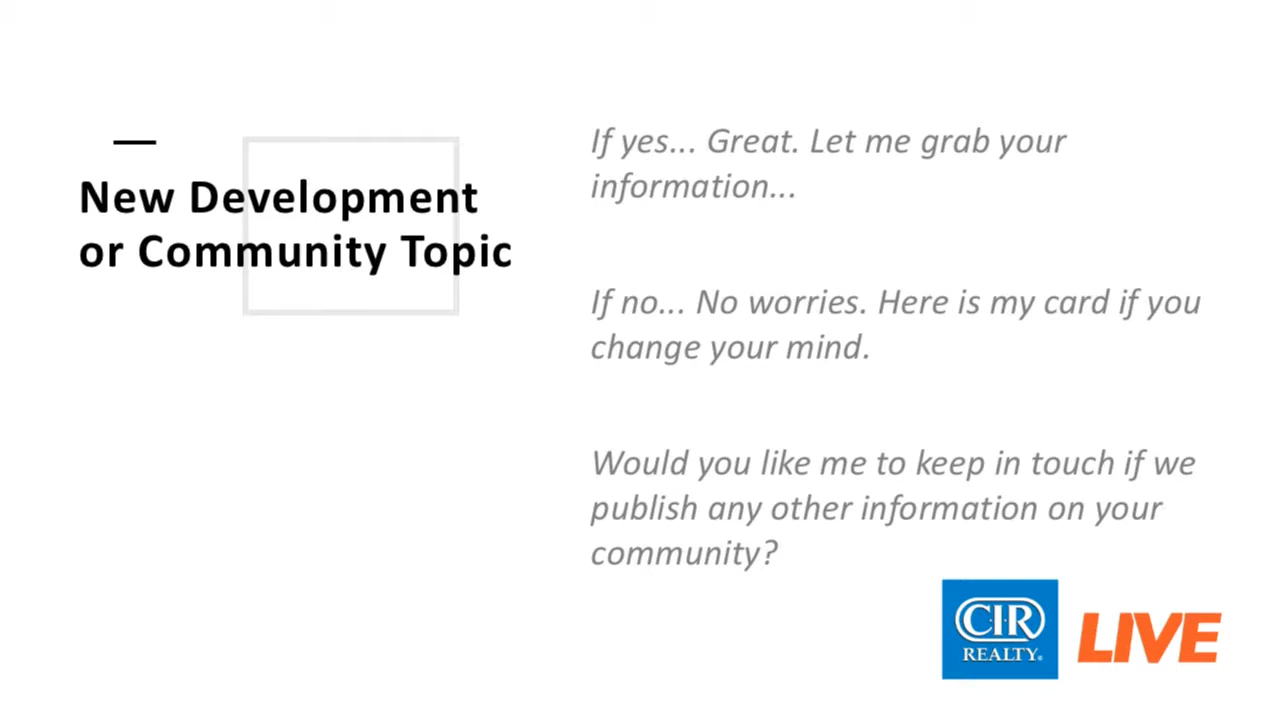 New Development
or Community Topic
If yes... Great. Let me grab your
information...
If no... No worries. Here is my card if you
change your mind.
Would you like me to keep in touch if we
publish any other information on your
community?
CIR
REALTY®
LIVE